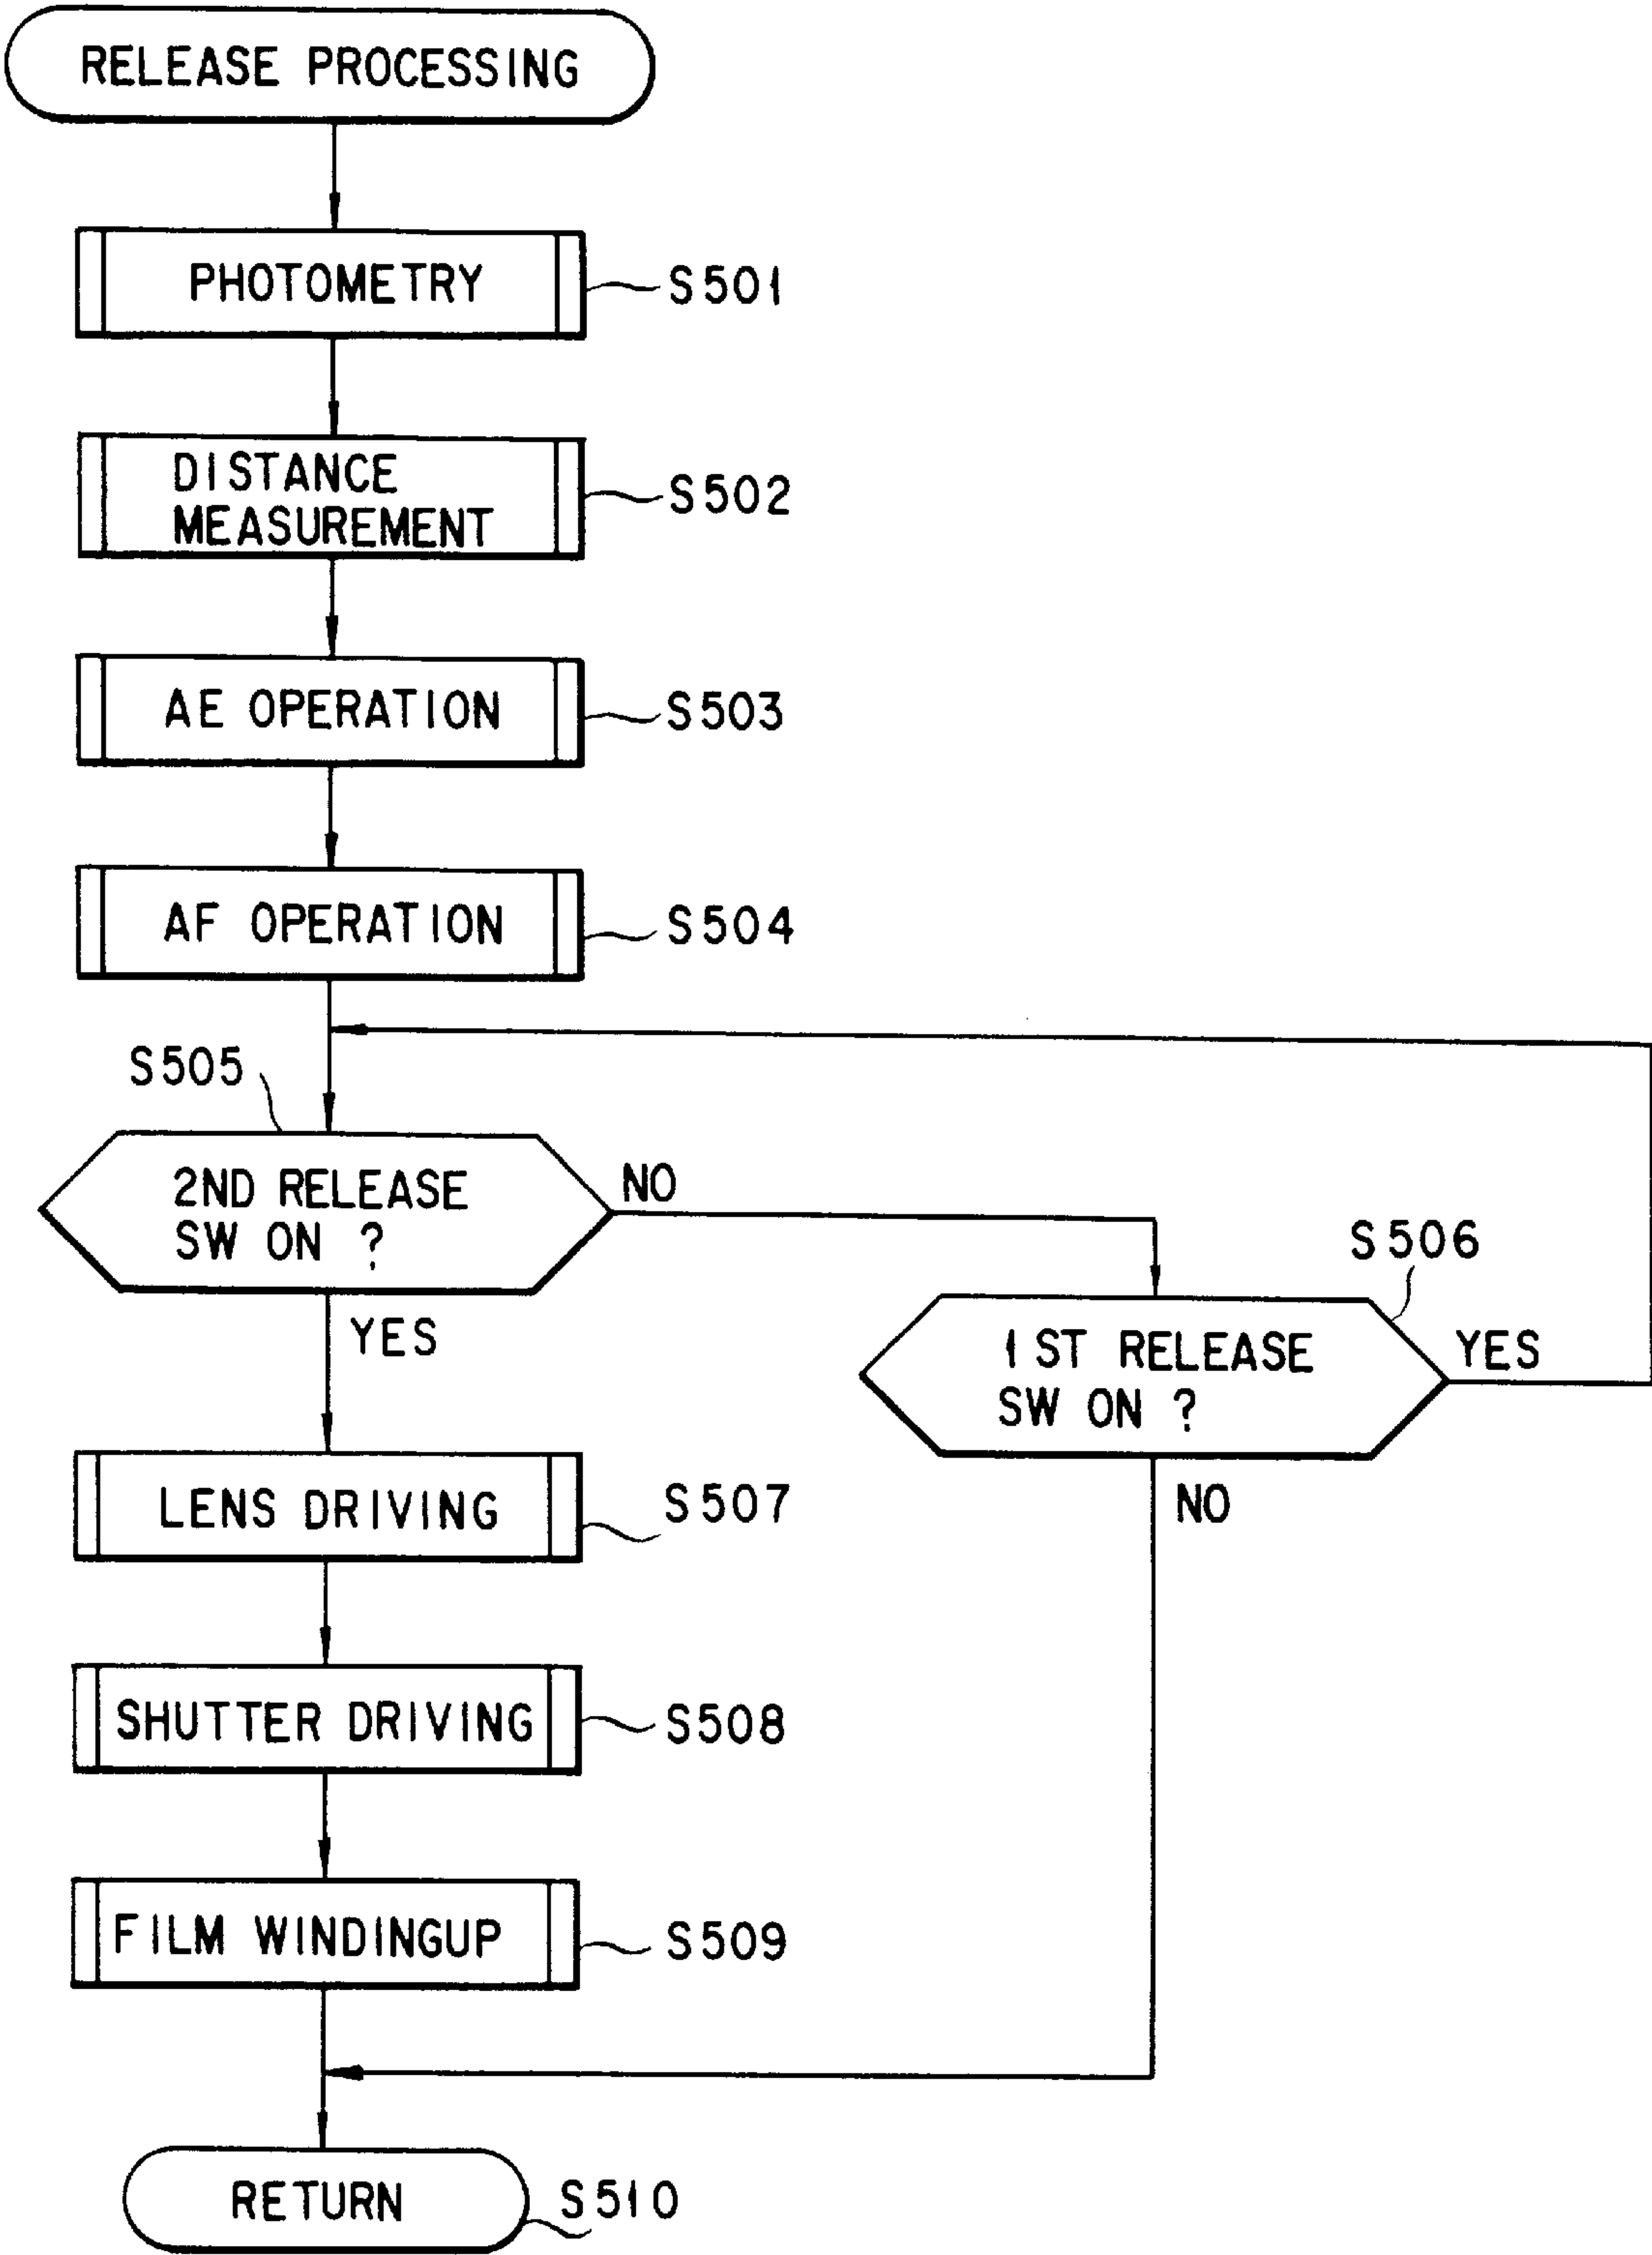 RELEASE PROCESSING
PHOTOMETRY
S501
DISTANCE
MEASUREMENT
S502
AE OPERATION
S503
AF OPERATION
S504
S505
2ND RELEASE
SW ON ?
NO
S506
1ST RELEASE
SW ON ?
YES
YES
NO
LENS DRIVING
S507
SHUTTER DRIVING
S508
FILM WINDINGUP
S509
RETURN
S510